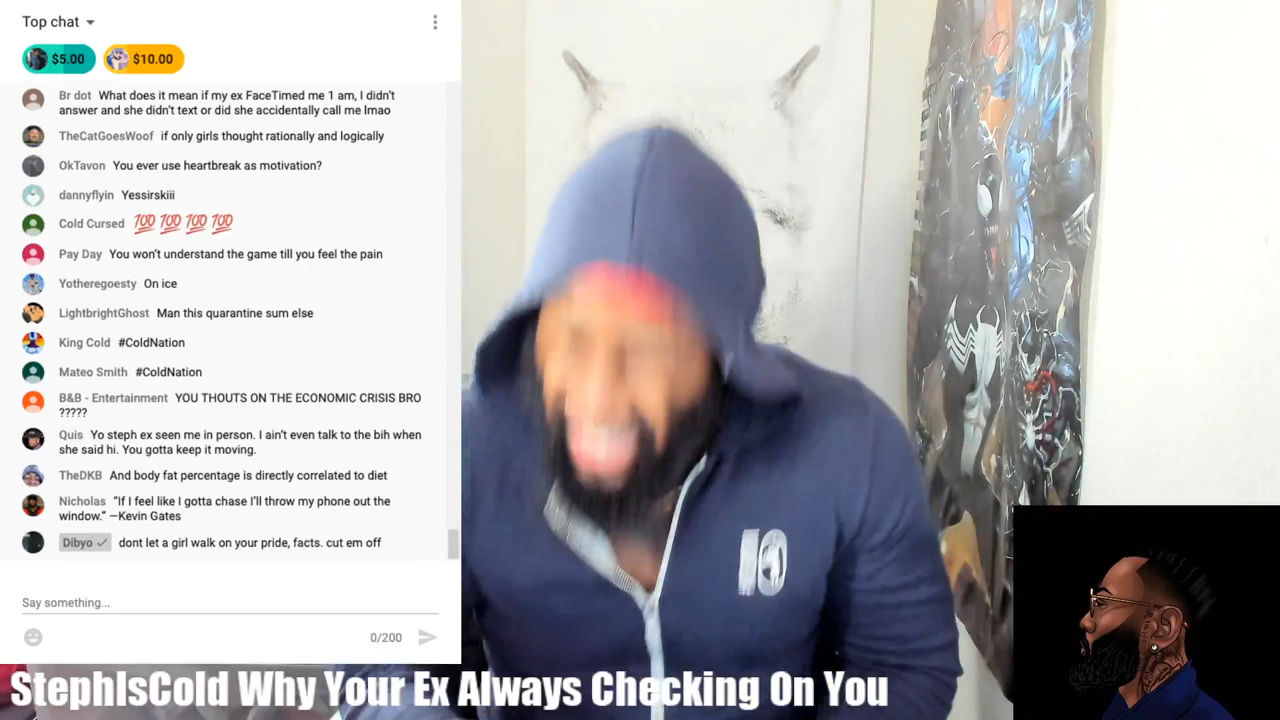 Top chat
$5.00 $10.00
Br dot What does it mean if my ex FaceTimed me 1 am, I didn't
answer and she didn't text or did she accidentally call me lmao
TheCatGoesWoof if only girls thought rationally and logically
OkTavon You ever use heartbreak as motivation?
dannyflyin Yessirskiii
Cold Cursed 💯 💯 💯 💯
Pay Day You won't understand the game till you feel the pain
Yotheregoesty On ice
LightbrightGhost Man this quarantine sum else
King Cold #ColdNation
Mateo Smith #ColdNation
B&B - Entertainment YOU THOUTS ON THE ECONOMIC CRISIS BRO
?????
Quis Yo steph ex seen me in person. I ain't even talk to the bih when
she said hi. You gotta keep it moving.
TheDKB And body fat percentage is directly correlated to diet
Nicholas “If I feel like I gotta chase I'll throw my phone out the
window.” —Kevin Gates
Dibyo ✓ dont let a girl walk on your pride, facts. cut em off
Say something...
0/200
10
StephIsCold Why Your Ex Always Checking On You